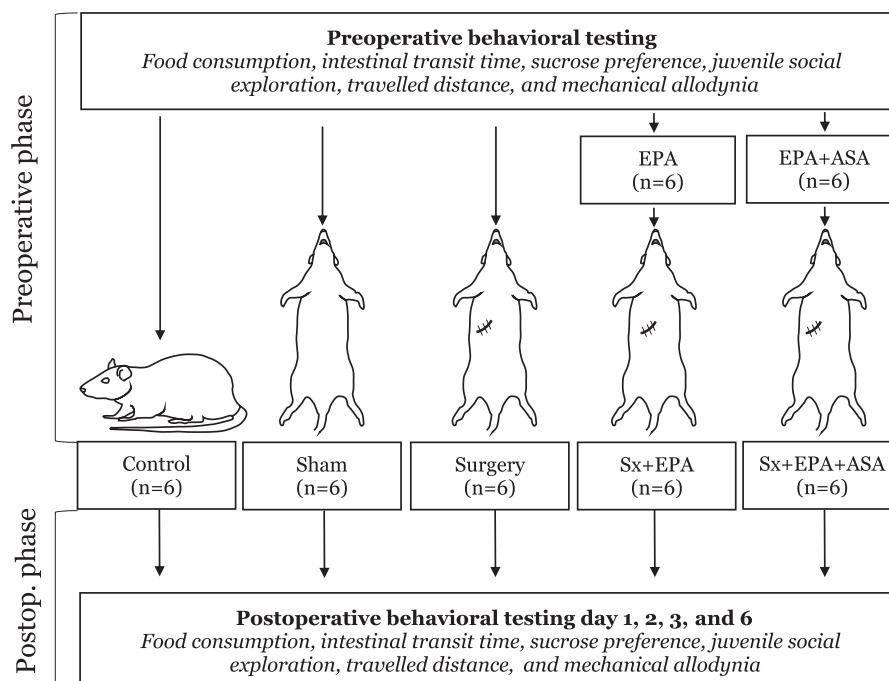 Preoperative behavioral testing
Food consumption, intestinal transit time, sucrose preference, juvenile social
exploration, travelled distance, and mechanical allodynia
Preoperative phase
EPA
(n=6)
EPA+ASA
(n=6)
Control
(n=6)
Sham
(n=6)
Surgery
(n=6)
Sx+EPA
(n=6)
Sx+EPA+ASA
(n=6)
Postop. phase
Postoperative behavioral testing day 1, 2, 3, and 6
Food consumption, intestinal transit time, sucrose preference, juvenile social
exploration, travelled distance, and mechanical allodynia